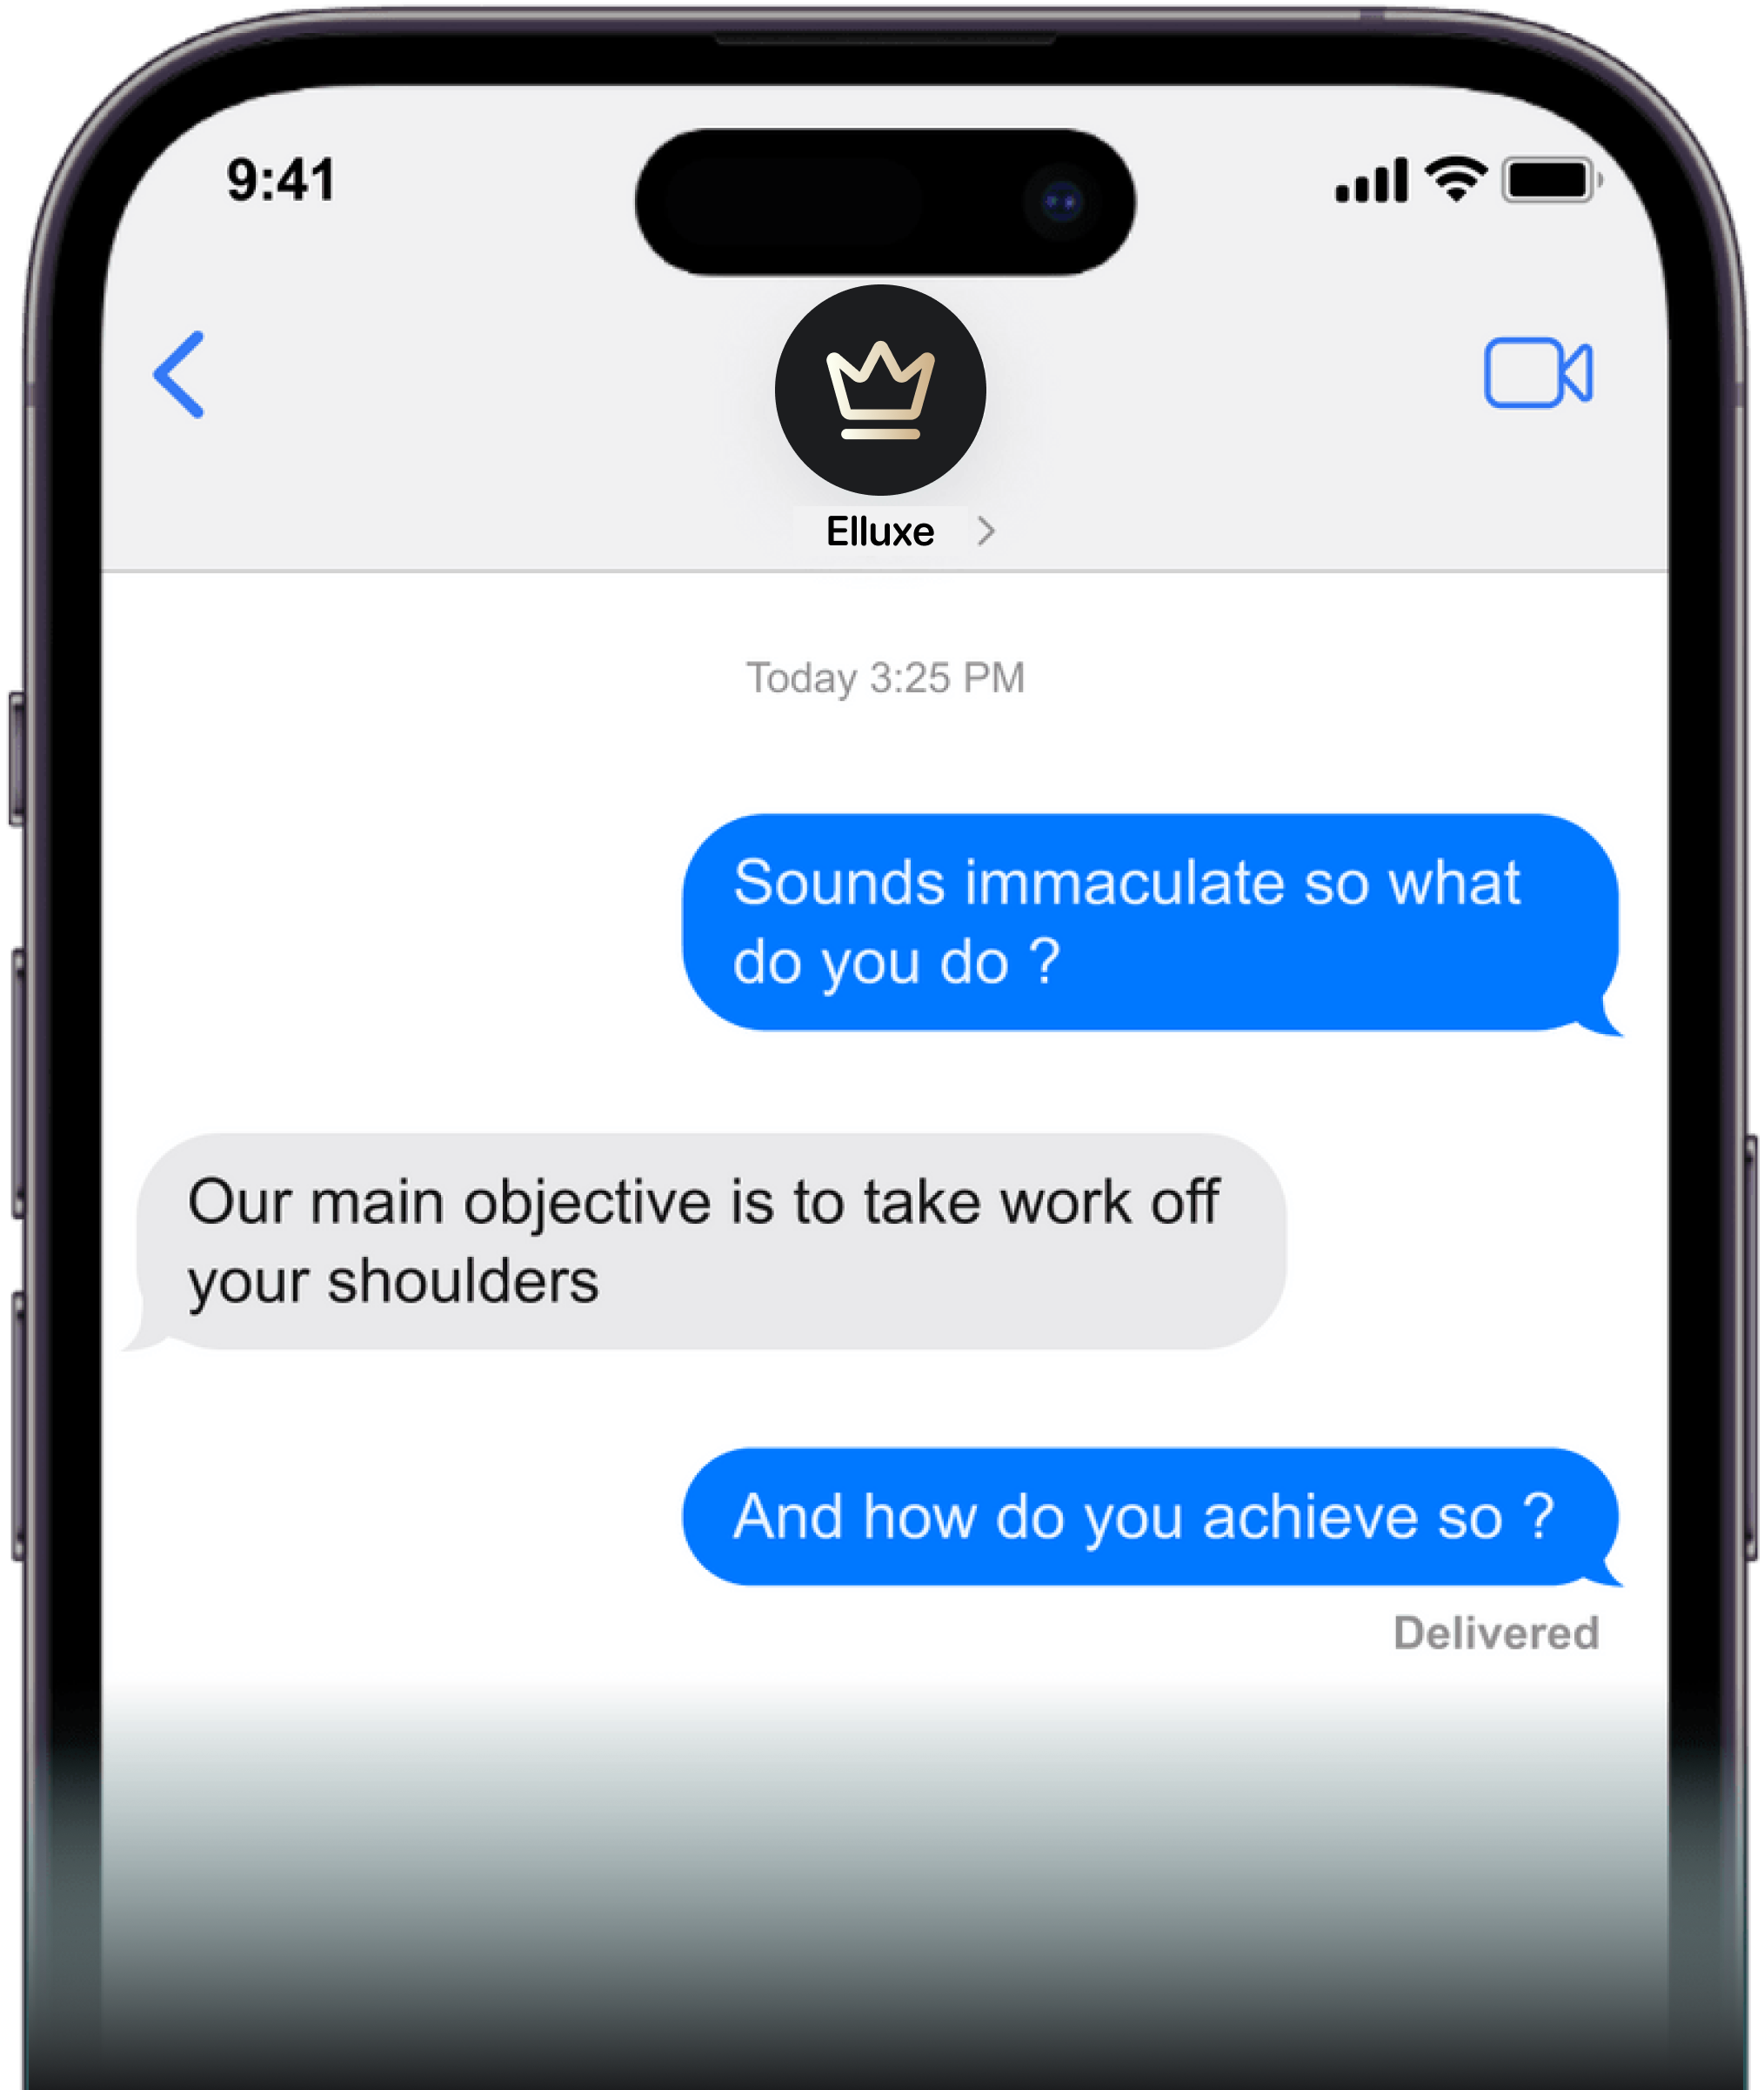 9:41
Elluxe
Today 3:25 PM
Sounds immaculate so what
do you do ?
Our main objective is to take work off
your shoulders
And how do you achieve so ?
Delivered